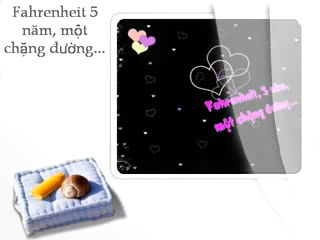 Fahrenheit 5
năm, một
chặng đường...
Fahrenheit, 5 năm,
một chặng đường...